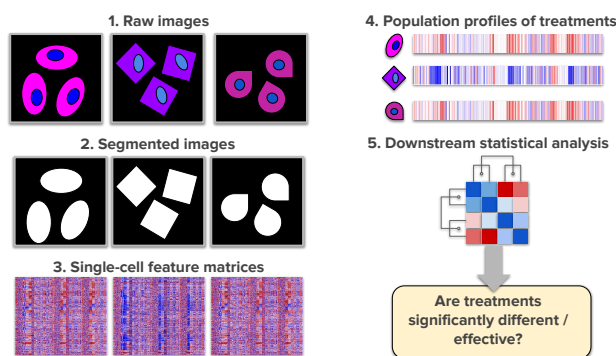 1. Raw images
2. Segmented images
3. Single-cell feature matrices
4. Population profiles of treatments
5. Downstream statistical analysis
Are treatments
significantly different /
effective?